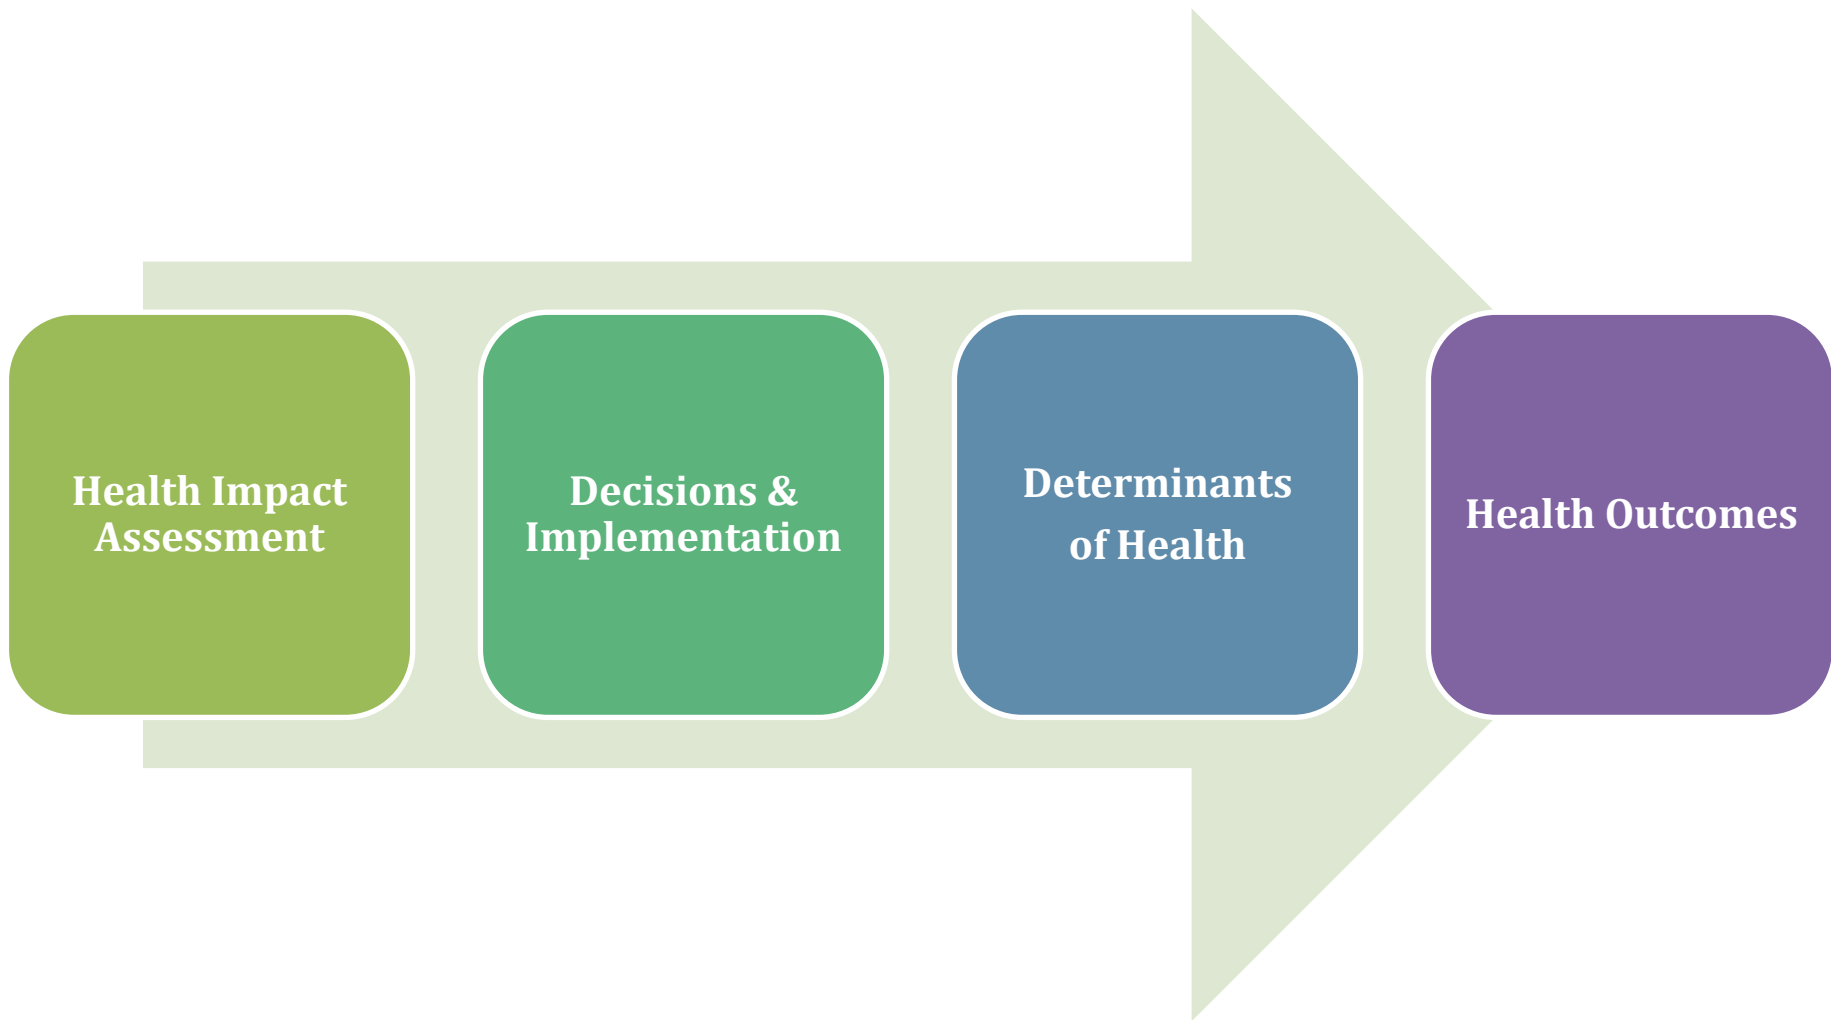 Health Impact
Assessment
Decisions &
Implementation
Determinants
of Health
Health Outcomes